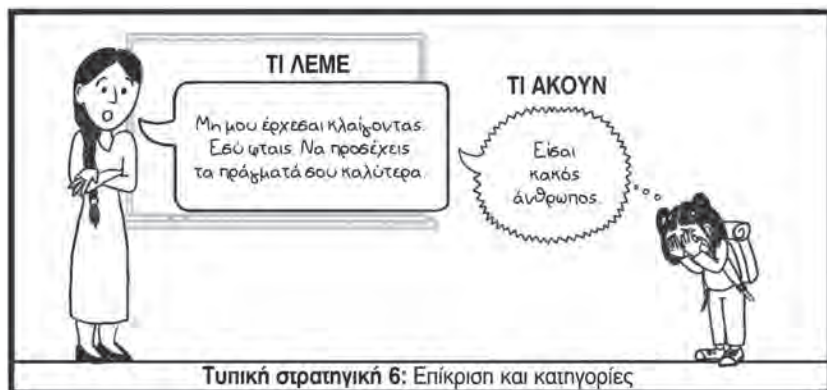 ΤΙ ΛΕΜΕ
Μη μου έρχεσαι κλαίγοντας.
Εσύ φταις. Να προσέχεις
τα πράγματά σου καλύτερα
ΤΙ ΑΚΟΥΝ
Είσαι
κακός
άνθρωπος.
Τυπική στρατηγική 6: Επίκριση και κατηγορίες